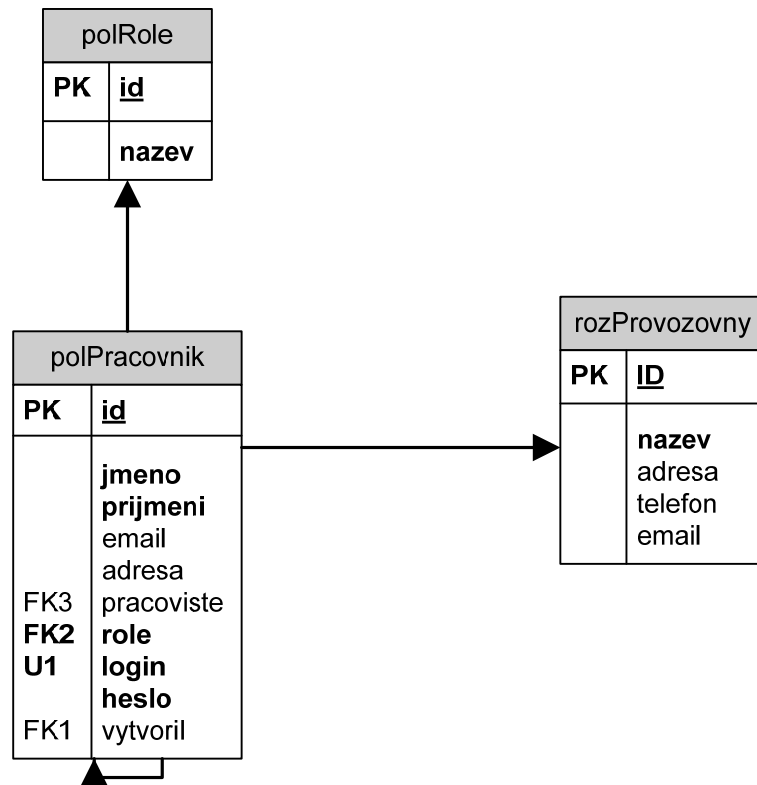 polRole
PK id
nazev
polPracovnik
PK id
jmeno
prijmeni
email
adresa
FK3 pracoviste
FK2 role
U1 login
heslo
FK1 vytvoril
rozProvozovny
PK ID
nazev
adresa
telefon
email